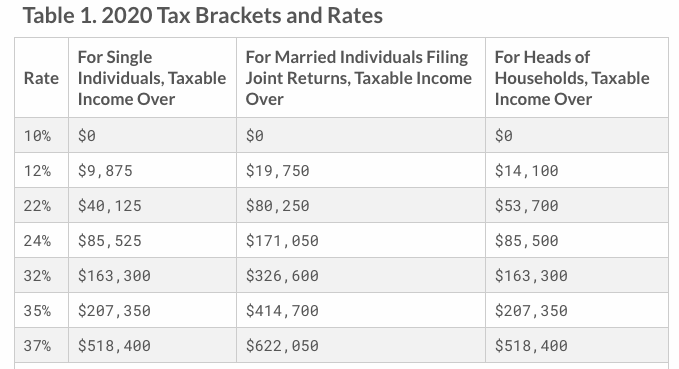 Table 1. 2020 Tax Brackets and Rates
Rate
For Single Individuals, Taxable Income Over
For Married Individuals Filing Joint Returns, Taxable Income Over
For Heads of Households, Taxable Income Over
10% $0 $0 $0
12% $9,875 $19,750 $14,100
22% $40,125 $80,250 $53,700
24% $85,525 $171,050 $85,500
32% $163,300 $326,600 $163,300
35% $207,350 $414,700 $207,350
37% $518,400 $622,050 $518,400